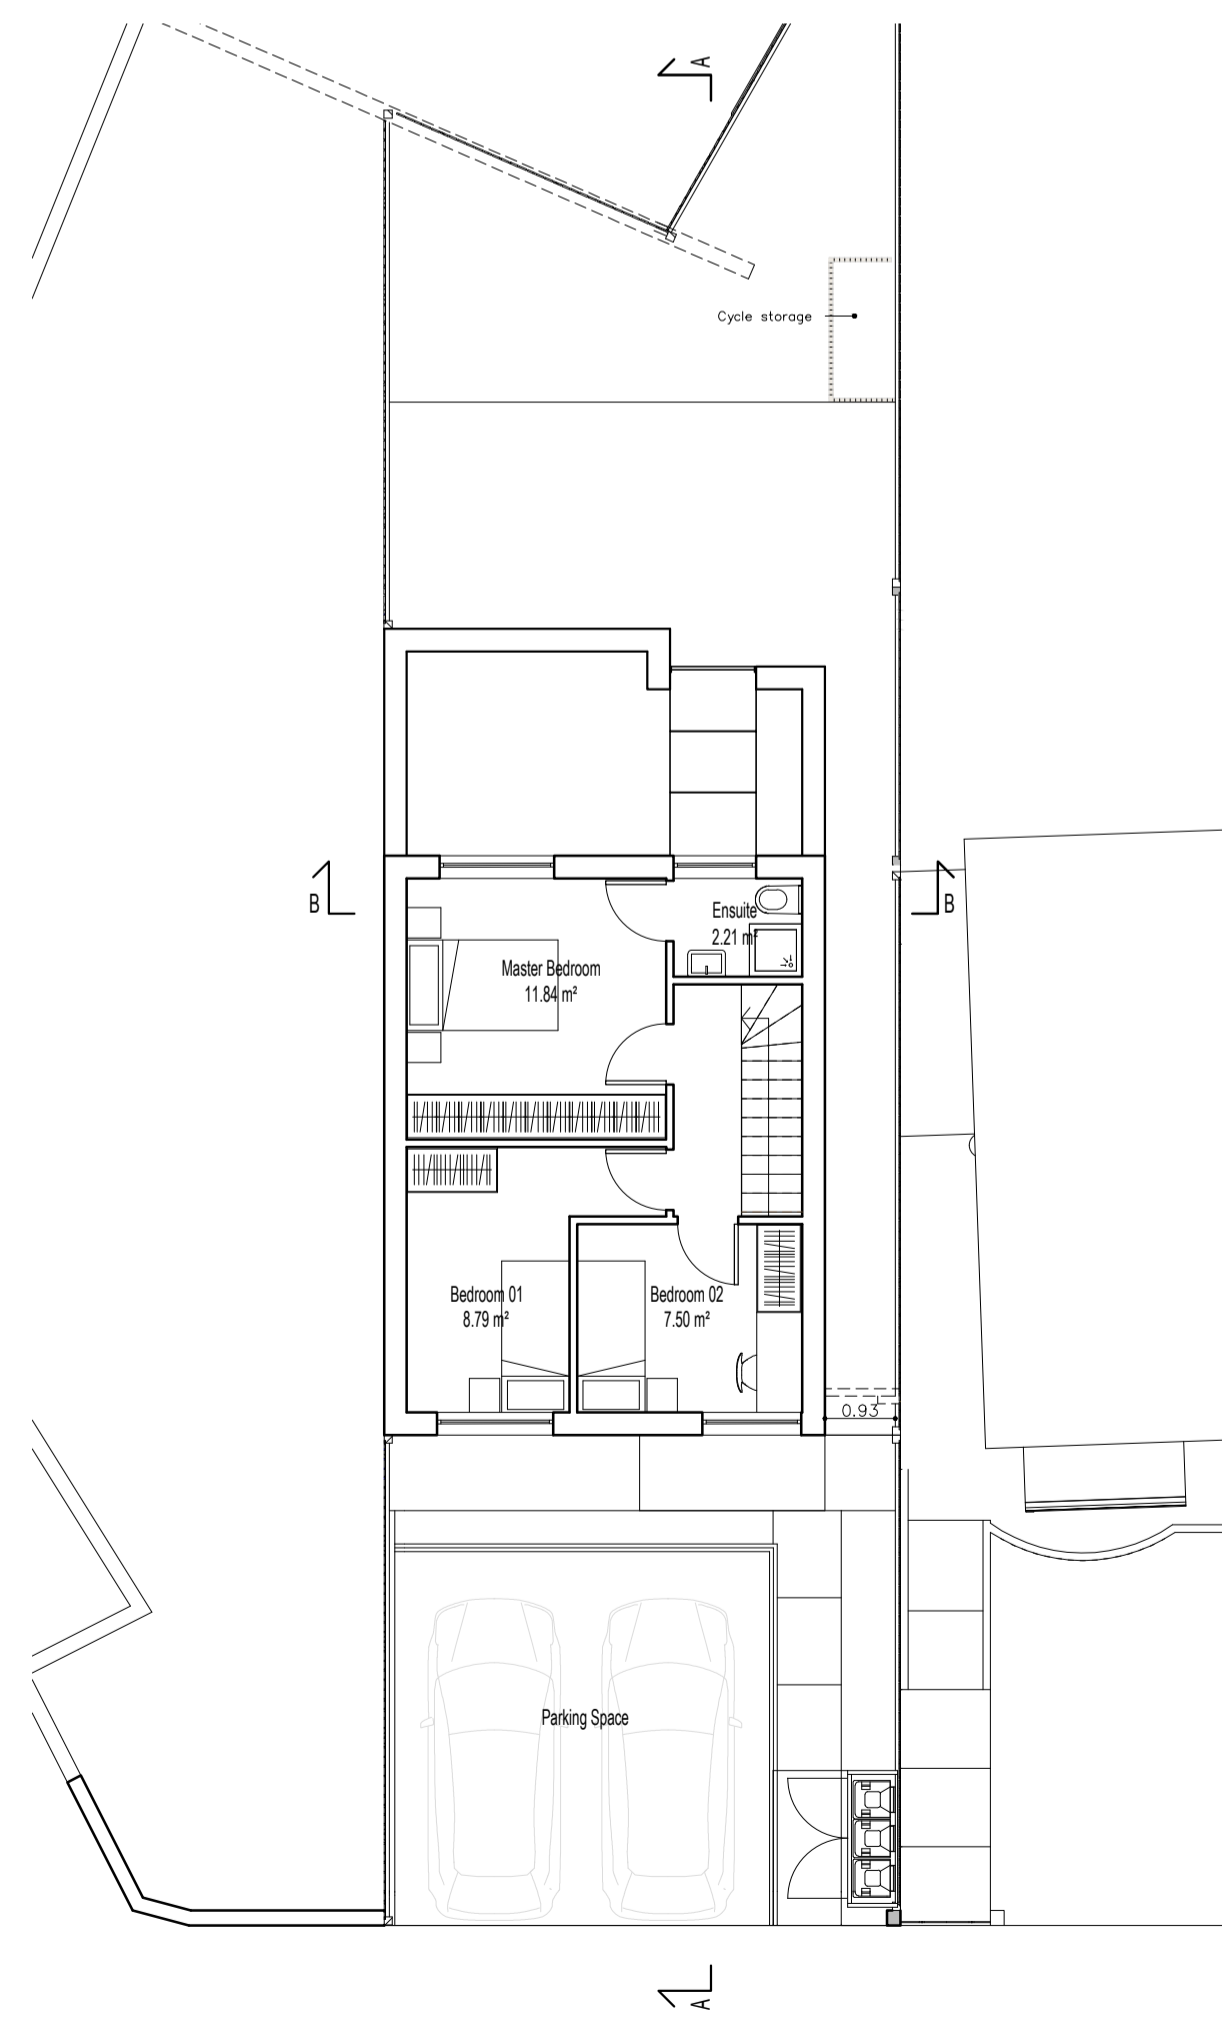 A
Cycle storage
B
B
Ensuite
2.21 m²
Master Bedroom
11.84 m²
Bedroom 01
8.79 m²
Bedroom 02
7.50 m²
0.93
Parking Space
A